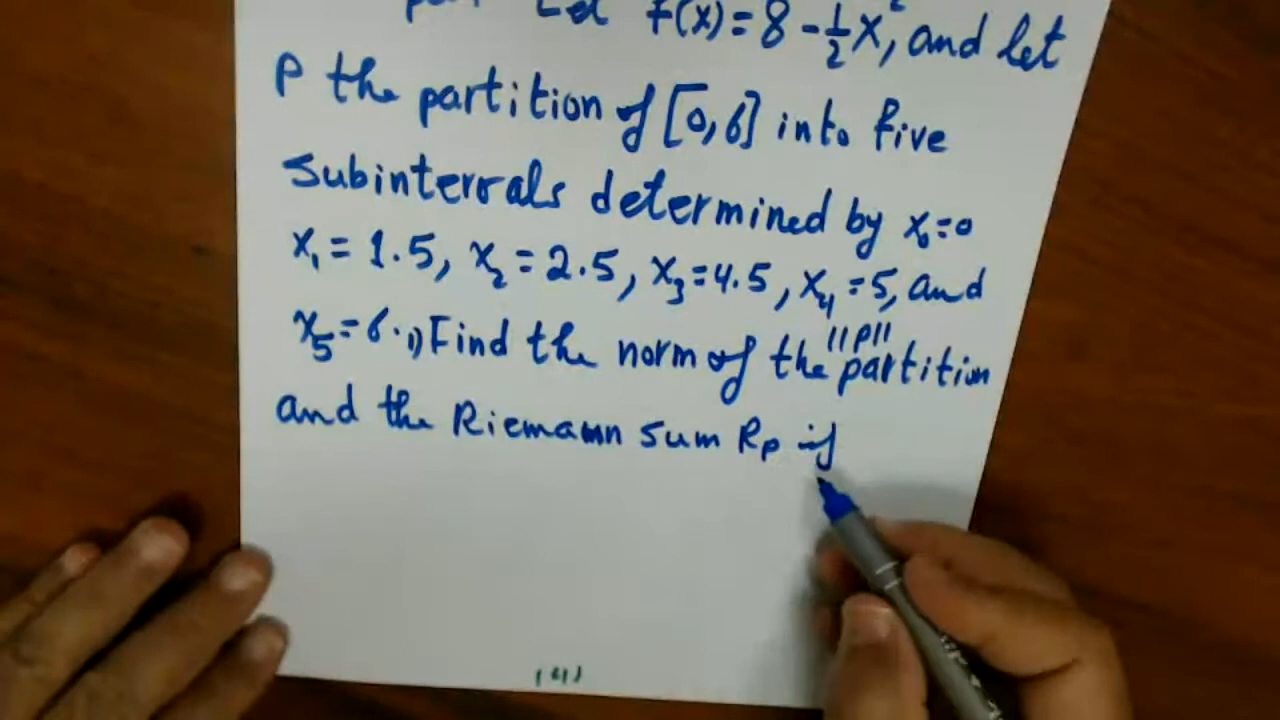 Let f(x)=8-½x², and let
P the partition of [0,6] into five
subintervals determined by x₀=0
x₁=1.5, x₂=2.5, x₃=4.5, x₄=5, and
x₅=6. 1) Find the norm of the "partition
||P||
and the Riemann sum Rₚ if